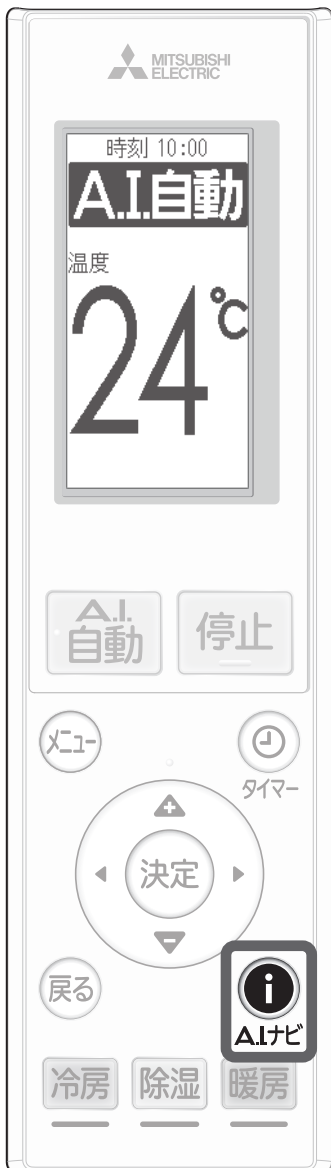 MITSUBISHI
ELECTRIC
時刻 10:00
A.I.自動
温度
24℃
A.I.
自動
停止
メニュー
タイマー
決定
戻る
i
A.I.ナビ
冷房
除湿
暖房